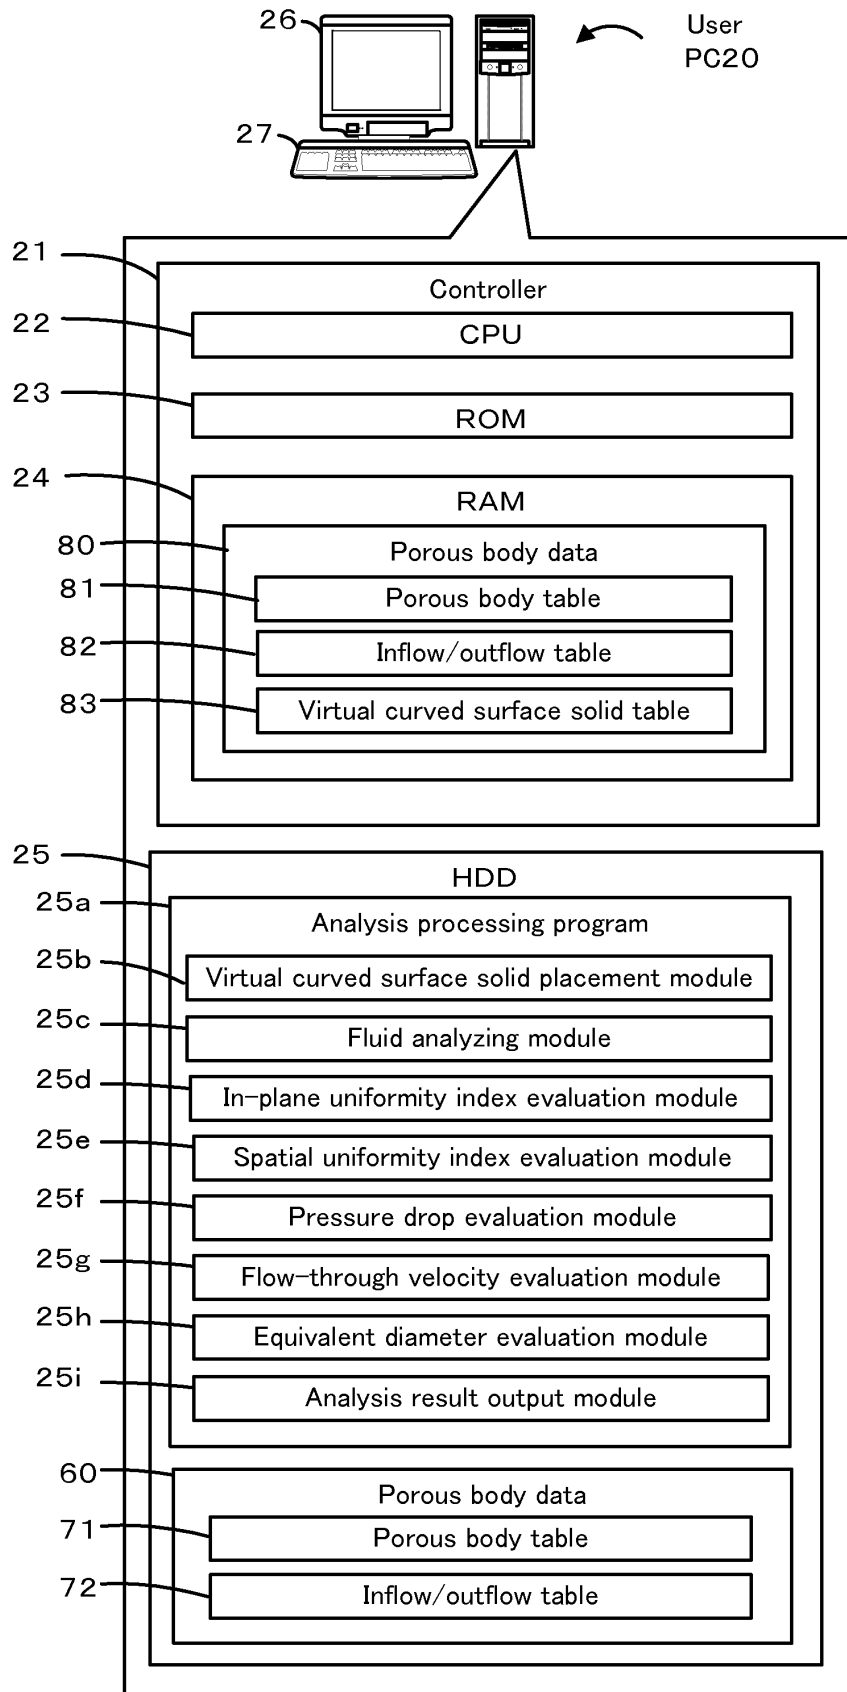 26
User
PC20
27
21
Controller
22
CPU
23
ROM
24
RAM
80
Porous body data
81
Porous body table
82
Inflow/outflow table
83
Virtual curved surface solid table
25
HDD
25a
Analysis processing program
25b
Virtual curved surface solid placement module
25c
Fluid analyzing module
25d
In-plane uniformity index evaluation module
25e
Spatial uniformity index evaluation module
25f
Pressure drop evaluation module
25g
Flow-through velocity evaluation module
25h
Equivalent diameter evaluation module
25i
Analysis result output module
60
Porous body data
71
Porous body table
72
Inflow/outflow table